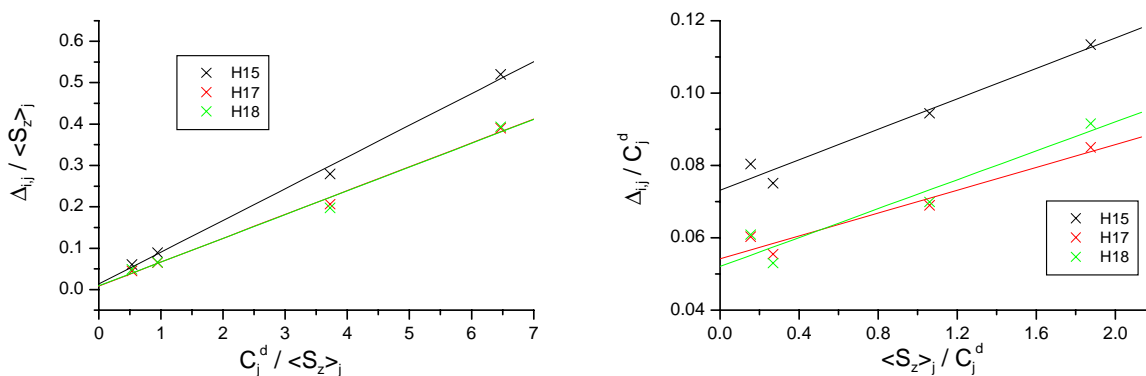 0.6
0.5
0.4
0.3
0.2
0.1
0.0
Δi,j / <Sz>j
× H15
× H17
× H18
0 1 2 3 4 5 6 7
Cjd / <Sz>j
0.12
0.10
0.08
0.06
0.04
Δi,j / Cjd
× H15
× H17
× H18
0.0 0.4 0.8 1.2 1.6 2.0
<Sz>j / Cjd